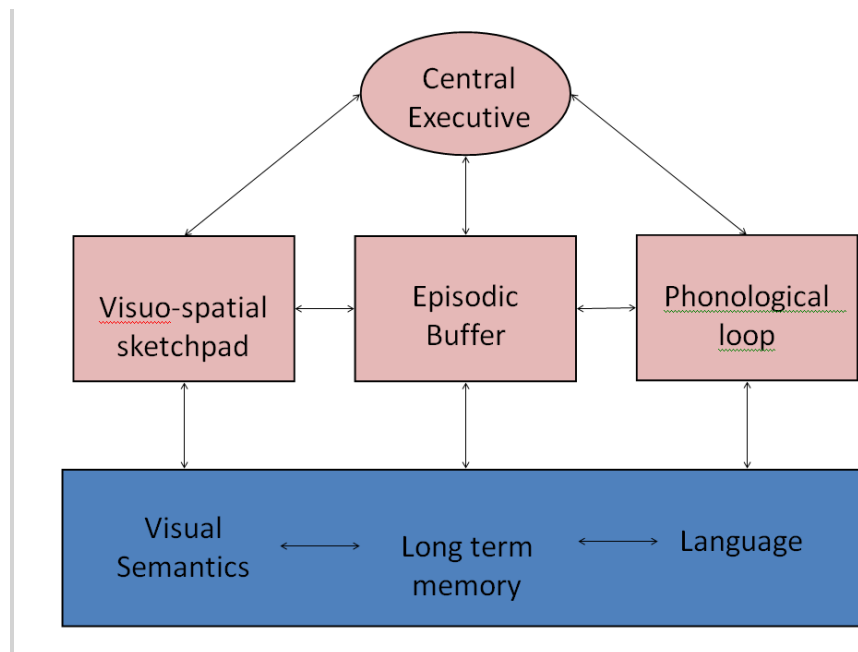 Central
Executive
Visuo-spatial
sketchpad
Episodic
Buffer
Phonological
loop
Visual
Semantics
Long term
memory
Language